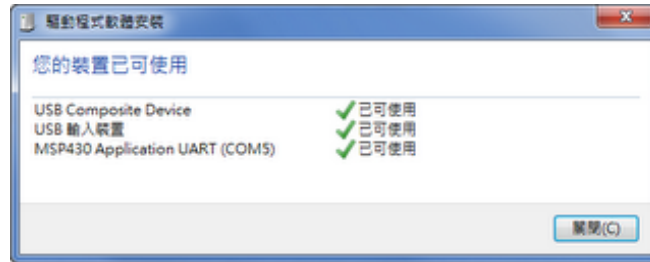 驅動程式軟體安裝
您的裝置已可使用
USB Composite Device 已可使用
USB 輸入裝置 已可使用
MSP430 Application UART (COM5) 已可使用
關閉(C)